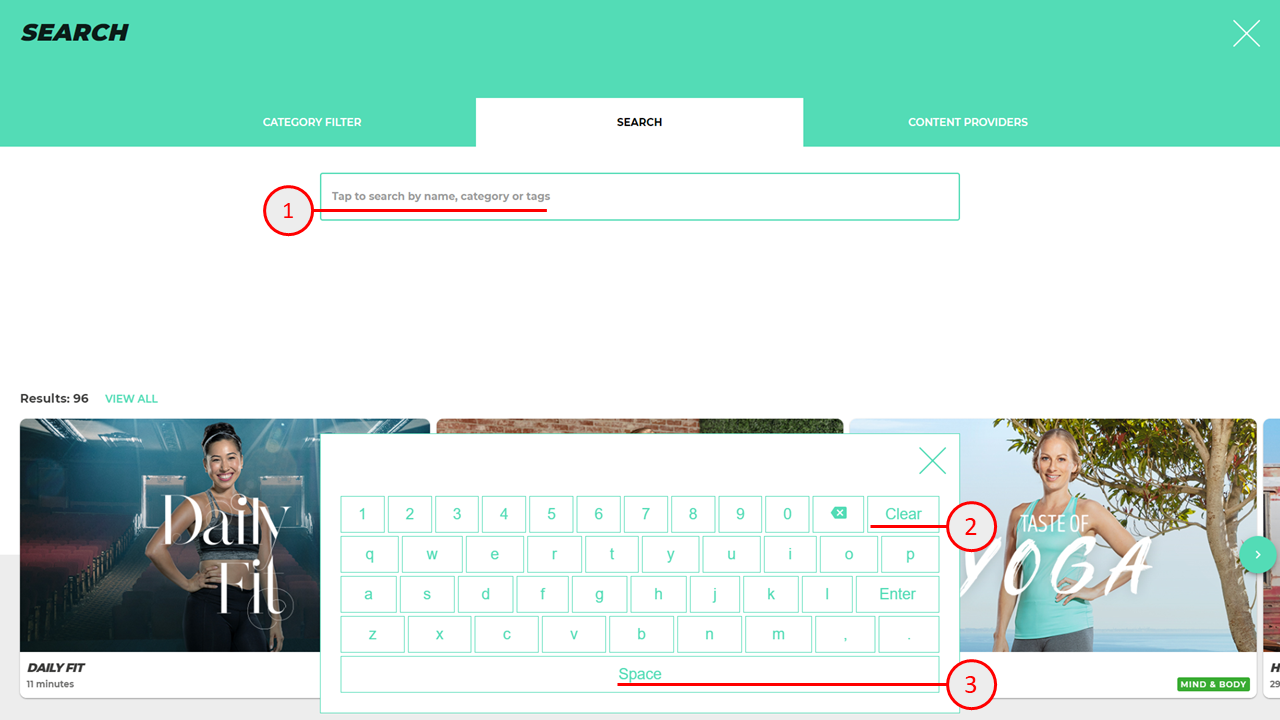 SEARCH
CATEGORY FILTER
SEARCH
CONTENT PROVIDERS
Tap to search by name, category or tags
1
Results: 96 VIEW ALL
Daily
Fit
TASTE OF
YOGA
1 2 3 4 5 6 7 8 9 0 Clear
2
q w e r t y u i o p
a s d f g h j k l Enter
z x c v b n m , .
Space
3
DAILY FIT
11 minutes
MIND & BODY
H
29